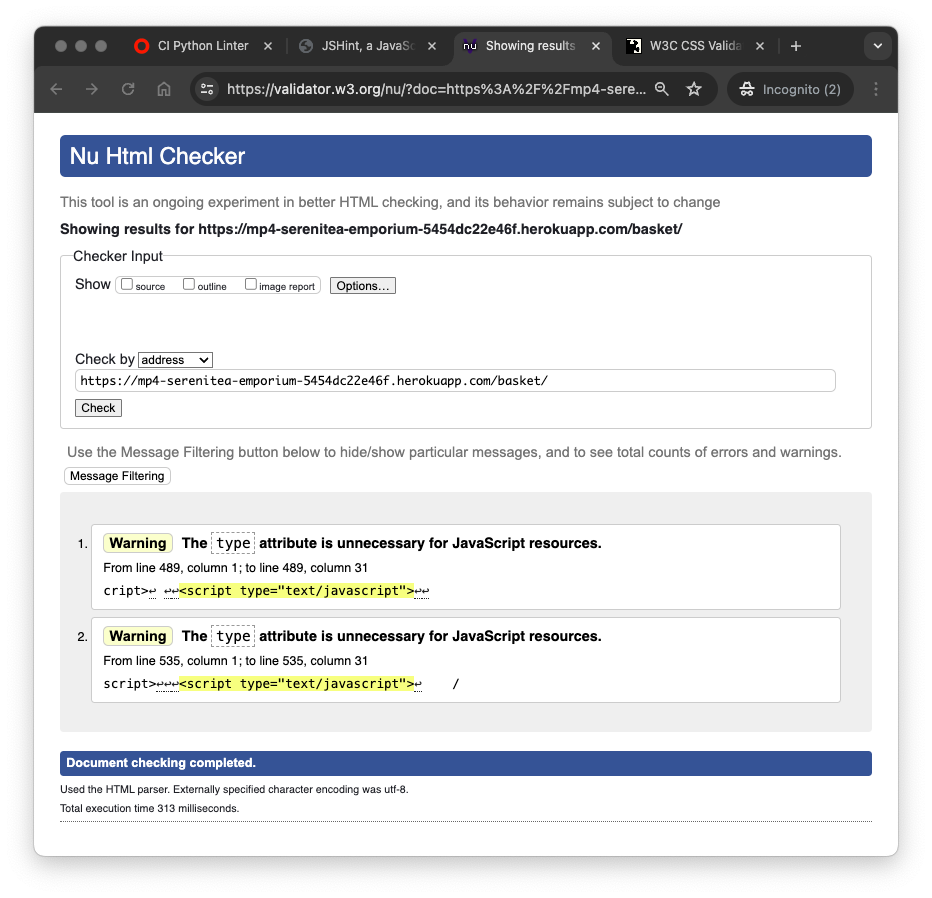 CI Python Linter
JSHint, a JavaSc
Showing results
W3C CSS Valida
https://validator.w3.org/nu/?doc=https%3A%2F%2Fmp4-sere...
Incognito (2)
Nu Html Checker
This tool is an ongoing experiment in better HTML checking, and its behavior remains subject to change
Showing results for https://mp4-serenitea-emporium-5454dc22e46f.herokuapp.com/basket/
Checker Input
Show source outline image report Options...
Check by address
https://mp4-serenitea-emporium-5454dc22e46f.herokuapp.com/basket/
Check
Use the Message Filtering button below to hide/show particular messages, and to see total counts of errors and warnings.
Message Filtering
1. Warning The type attribute is unnecessary for JavaScript resources.
From line 489, column 1; to line 489, column 31
cript>↩ ↩↩<script type="text/javascript">↩↩
2. Warning The type attribute is unnecessary for JavaScript resources.
From line 535, column 1; to line 535, column 31
script>↩↩↩<script type="text/javascript">↩    /
Document checking completed.
Used the HTML parser. Externally specified character encoding was utf-8.
Total execution time 313 milliseconds.